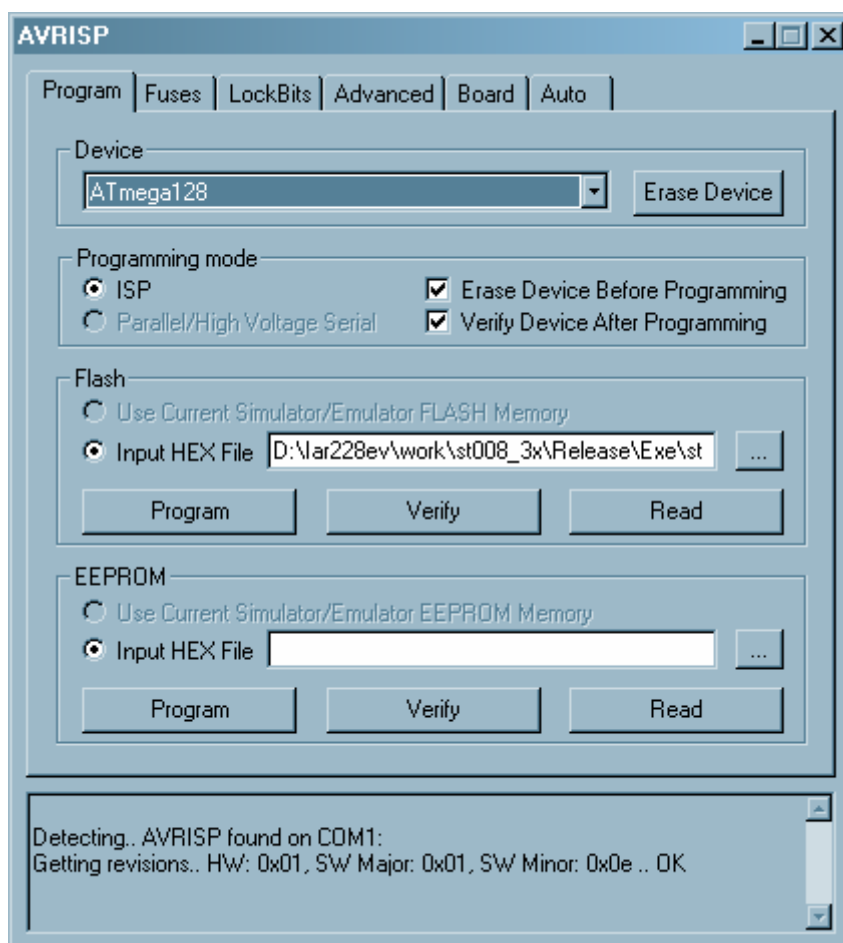 AVRISP
Program Fuses LockBits Advanced Board Auto
Device
ATmega128 Erase Device
Programming mode
ISP Erase Device Before Programming
Parallel/High Voltage Serial Verify Device After Programming
Flash
Use Current Simulator/Emulator FLASH Memory
Input HEX File D:\Iar228ev\work\st008_3x\Release\Exe\st ...
Program Verify Read
EEPROM
Use Current Simulator/Emulator EEPROM Memory
Input HEX File ...
Program Verify Read
Detecting.. AVRISP found on COM1:
Getting revisions.. HW: 0x01, SW Major: 0x01, SW Minor: 0x0e .. OK